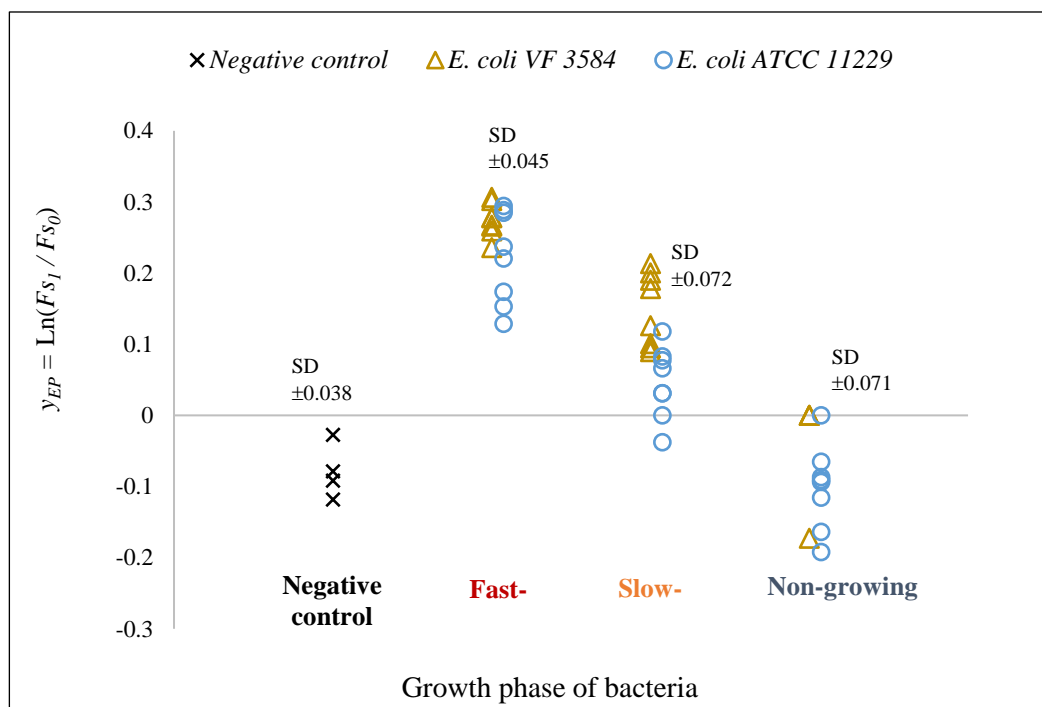 × Negative control △ E. coli VF 3584 ○ E. coli ATCC 11229
0.4
0.3
0.2
0.1
0
-0.1
-0.2
-0.3
y_EP = Ln(Fs_1 / Fs_0)
SD
±0.038
SD
±0.045
SD
±0.072
SD
±0.071
Negative
control
Fast-
Slow-
Non-growing
Growth phase of bacteria